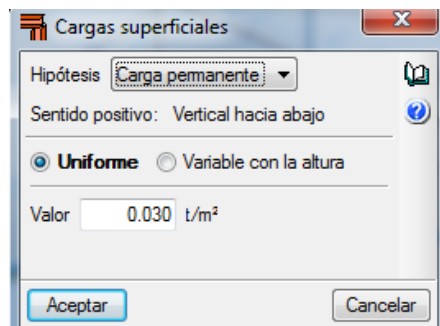 Cargas superficiales
Hipótesis Carga permanente
Sentido positivo: Vertical hacia abajo
Uniforme Variable con la altura
Valor 0.030 t/m²
Aceptar Cancelar